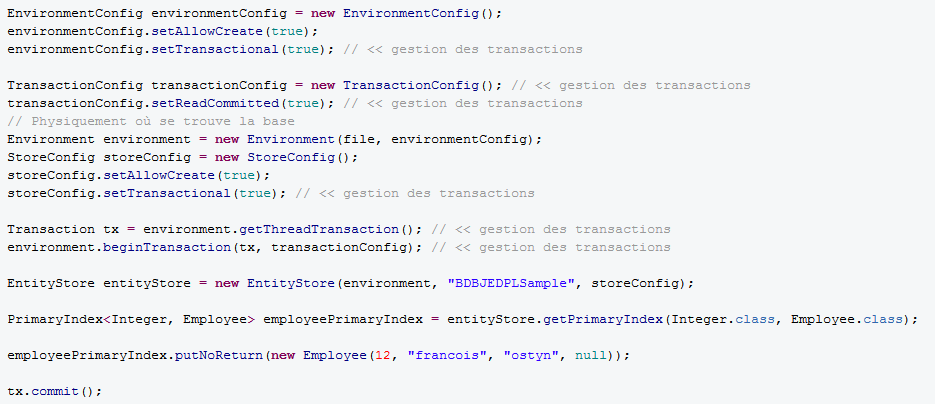 EnvironmentConfig environmentConfig = new EnvironmentConfig();
environmentConfig.setAllowCreate(true);
environmentConfig.setTransactional(true); // << gestion des transactions
TransactionConfig transactionConfig = new TransactionConfig(); // << gestion des transactions
transactionConfig.setReadCommitted(true); // << gestion des transactions
// Physiquement où se trouve la base
Environment environment = new Environment(file, environmentConfig);
StoreConfig storeConfig = new StoreConfig();
storeConfig.setAllowCreate(true);
storeConfig.setTransactional(true); // << gestion des transactions
Transaction tx = environment.getThreadTransaction(); // << gestion des transactions
environment.beginTransaction(tx, transactionConfig); // << gestion des transactions
EntityStore entityStore = new EntityStore(environment, "BDBJEDPLSample", storeConfig);
PrimaryIndex<Integer, Employee> employeePrimaryIndex = entityStore.getPrimaryIndex(Integer.class, Employee.class);
employeePrimaryIndex.putNoReturn(new Employee(12, "francois", "ostyn", null));
tx.commit();